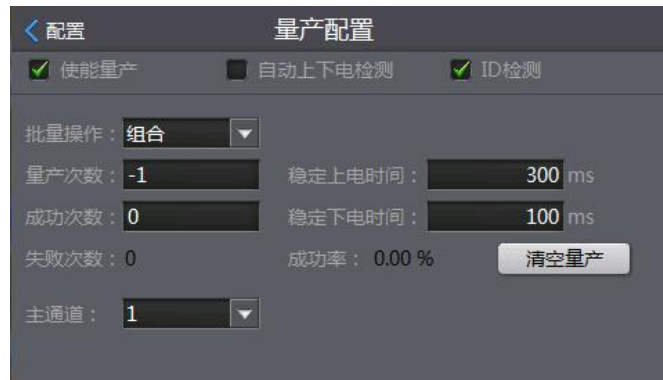 配置 量产配置
使能量产 自动上下电检测 ID检测
批量操作：组合
量产次数：-1 稳定上电时间： 300 ms
成功次数：0 稳定下电时间： 100 ms
失败次数：0 成功率： 0.00 % 清空量产
主通道： 1